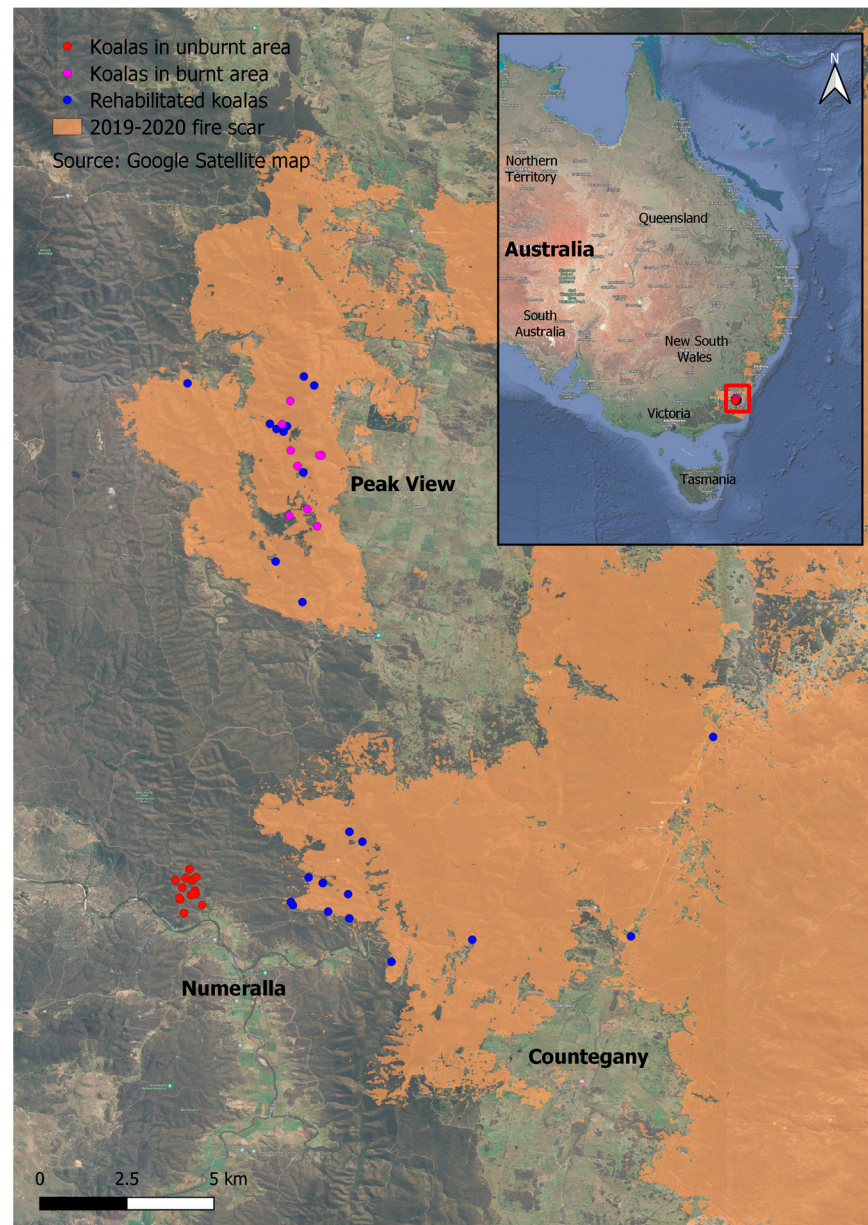 Koalas in unburnt area
Koalas in burnt area
Rehabilitated koalas
2019-2020 fire scar
Source: Google Satellite map
N
Northern
Territory
Queensland
Australia
South
Australia
New South
Wales
Victoria
Tasmania
Peak View
Numeralla
Countegany
0 2.5 5 km